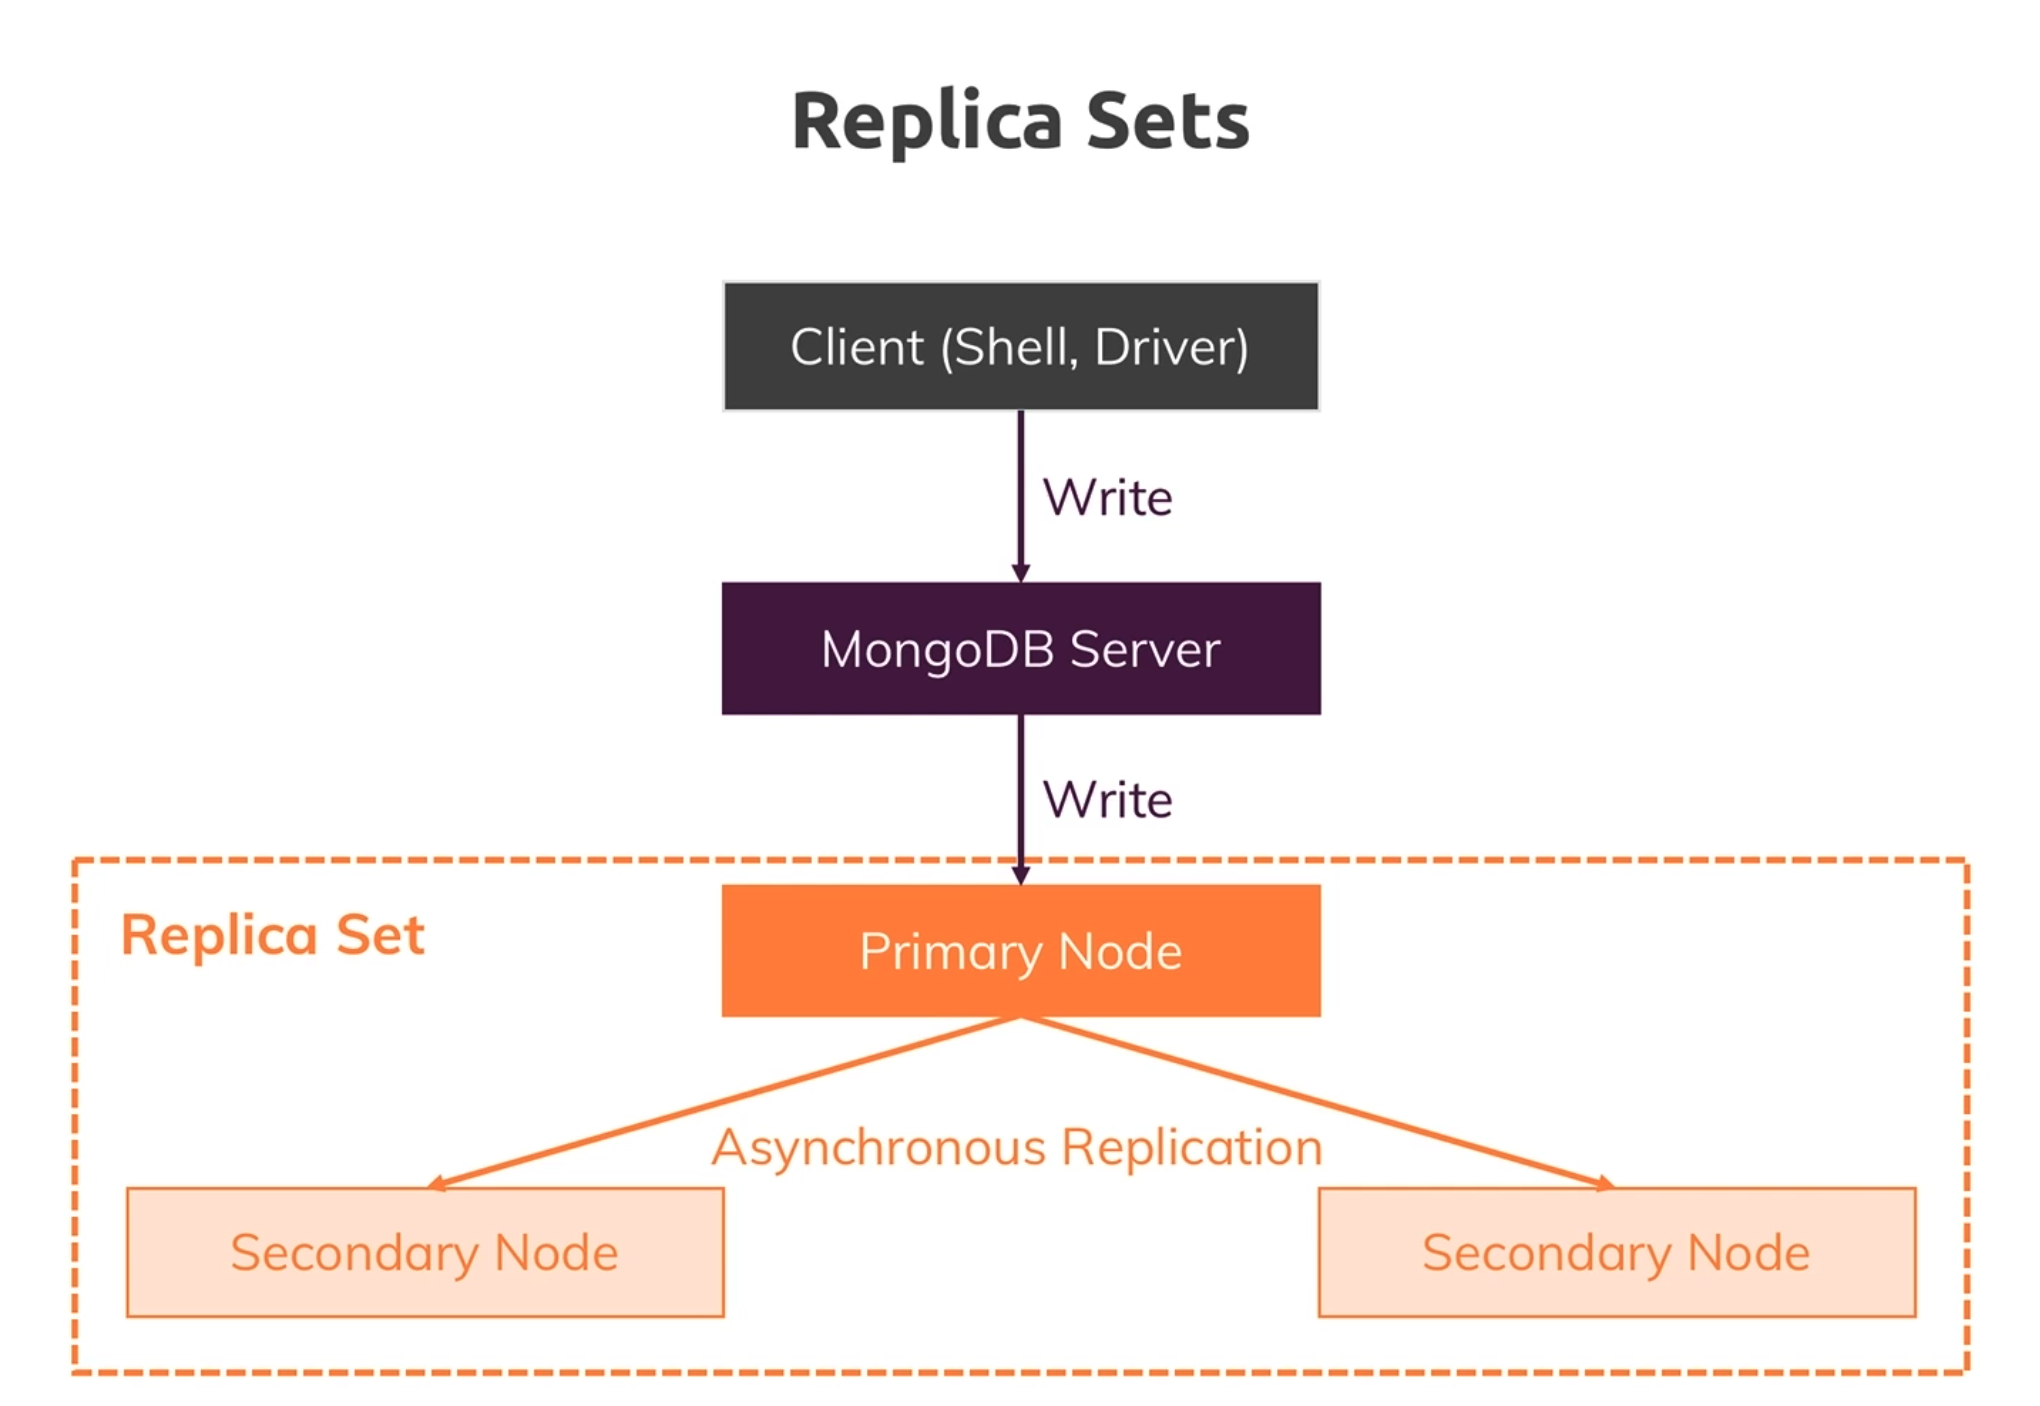 Replica Sets
Client (Shell, Driver)
Write
MongoDB Server
Write
Replica Set
Primary Node
Asynchronous Replication
Secondary Node
Secondary Node